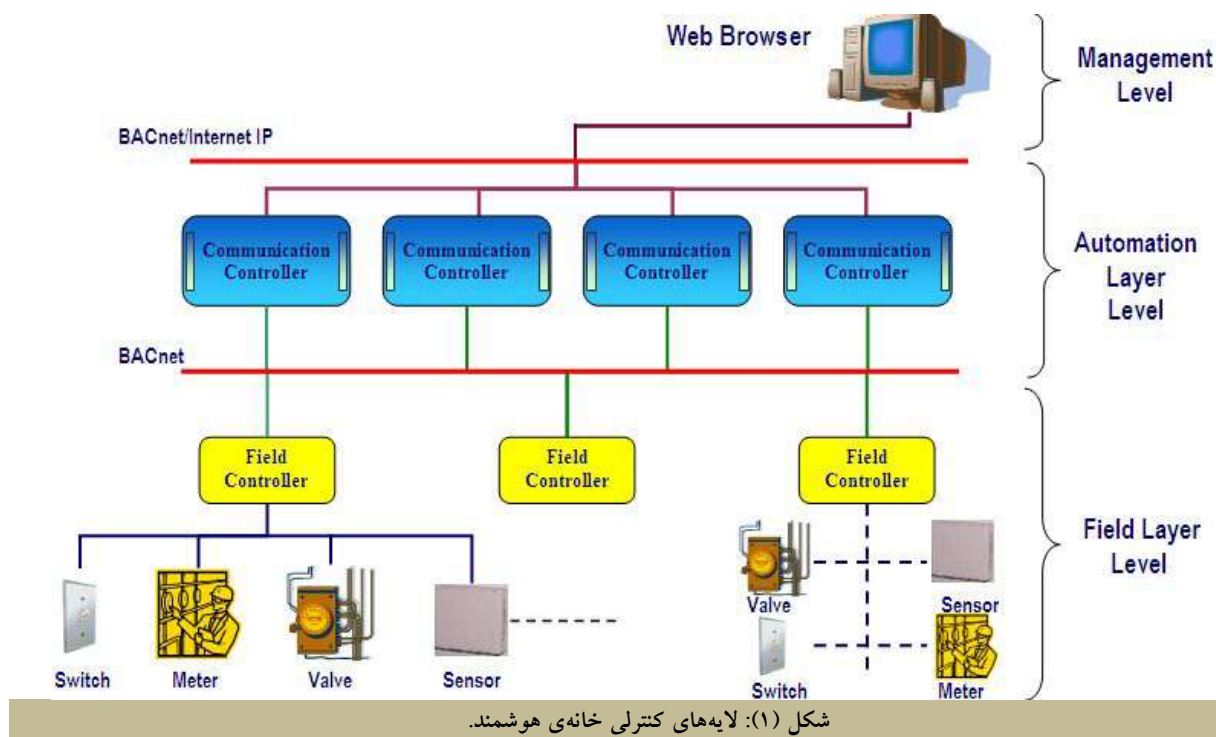 Web Browser
Management
Level
BACnet/Internet IP
Communication
Controller
Communication
Controller
Communication
Controller
Communication
Controller
Automation
Layer
Level
BACnet
Field
Controller
Field
Controller
Field
Controller
Field Layer
Level
Switch
Meter
Valve
Sensor
Valve
Sensor
Switch
Meter
شکل (۱): لایه‌های کنترلی خانه‌ی هوشمند.